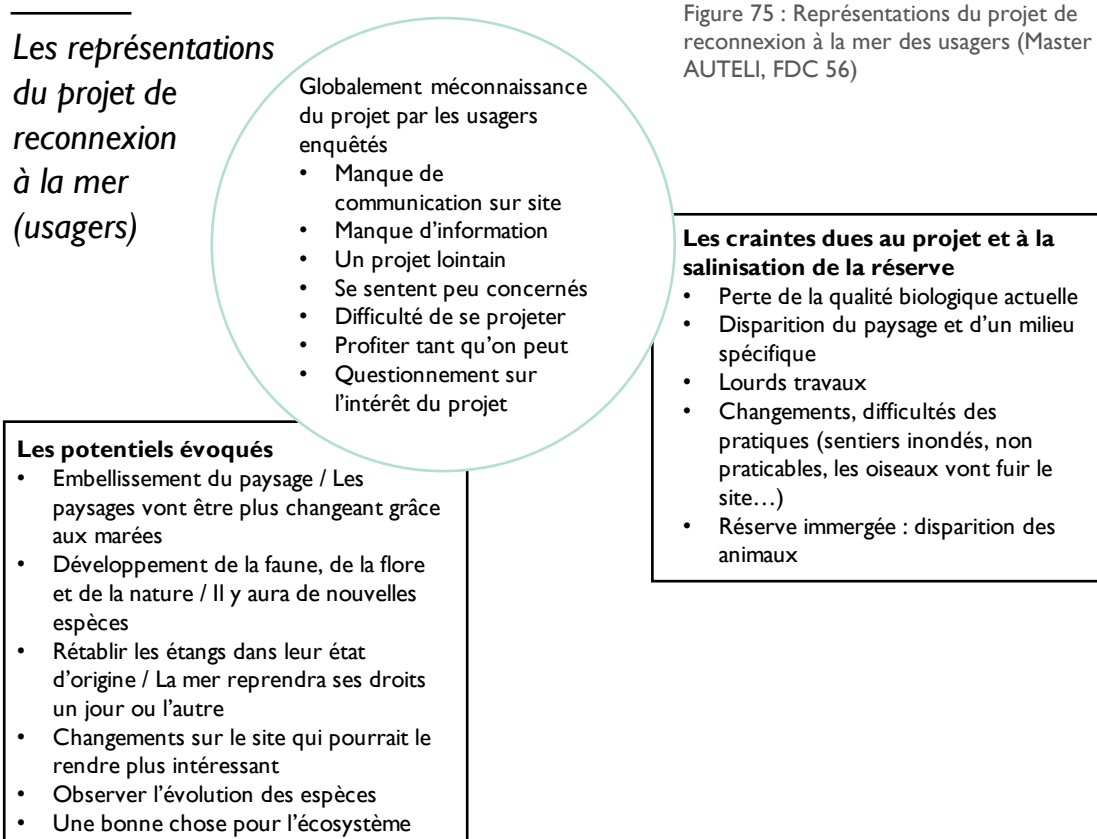 Les représentations
du projet de
reconnexion
à la mer
(usagers)
Figure 75 : Représentations du projet de
reconnexion à la mer des usagers (Master
AUTELI, FDC 56)
Globalement méconnaissance
du projet par les usagers
enquêtés
• Manque de
communication sur site
• Manque d’information
• Un projet lointain
• Se sentent peu concernés
• Difficulté de se projeter
• Profiter tant qu’on peut
• Questionnement sur
l’intérêt du projet
Les craintes dues au projet et à la
salinisation de la réserve
• Perte de la qualité biologique actuelle
• Disparition du paysage et d’un milieu
spécifique
• Lourds travaux
• Changements, difficultés des
pratiques (sentiers inondés, non
praticables, les oiseaux vont fuir le
site…)
• Réserve immergée : disparition des
animaux
Les potentiels évoqués
• Embellissement du paysage / Les
paysages vont être plus changeant grâce
aux marées
• Développement de la faune, de la flore
et de la nature / Il y aura de nouvelles
espèces
• Rétablir les étangs dans leur état
d’origine / La mer reprendra ses droits
un jour ou l’autre
• Changements sur le site qui pourrait le
rendre plus intéressant
• Observer l’évolution des espèces
• Une bonne chose pour l’écosystème